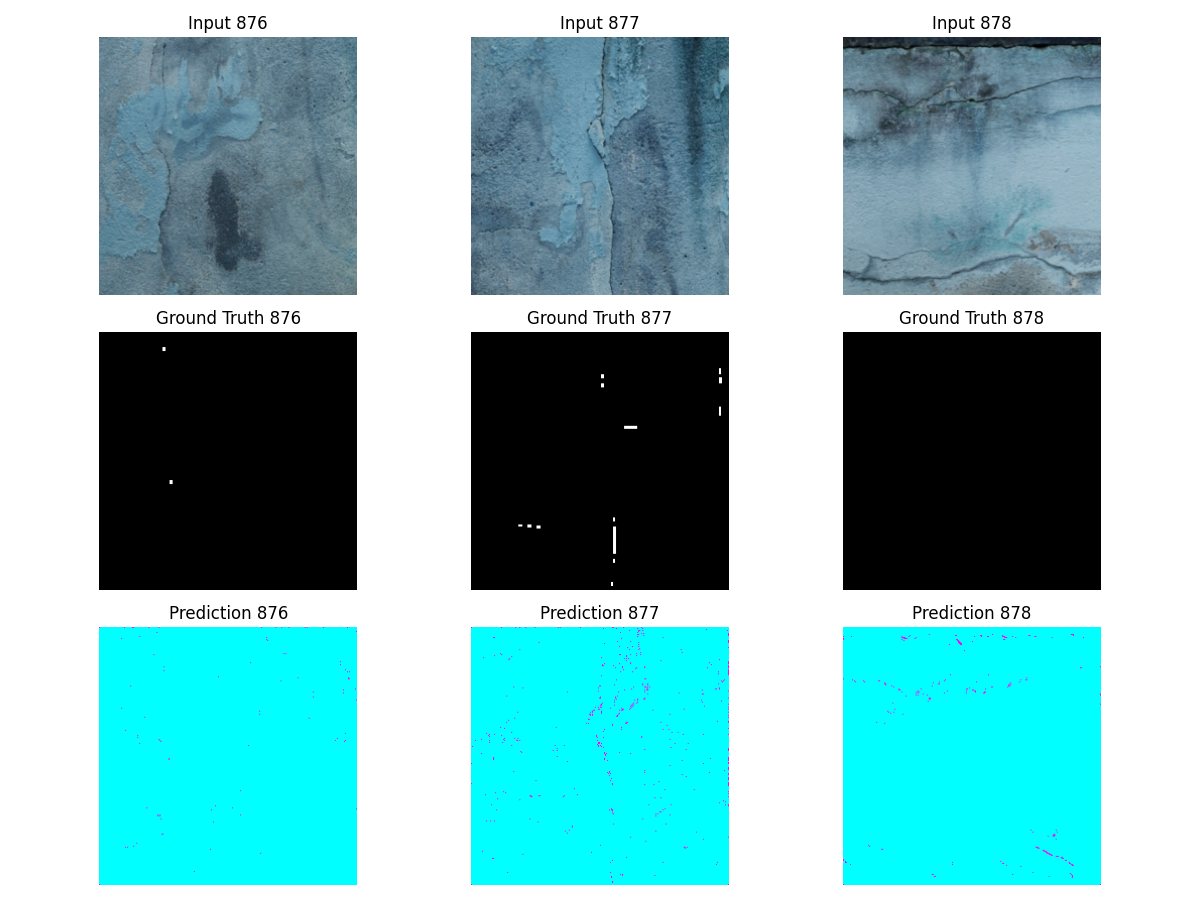 Input 876
Input 877
Input 878
Ground Truth 876
Ground Truth 877
Ground Truth 878
Prediction 876
Prediction 877
Prediction 878